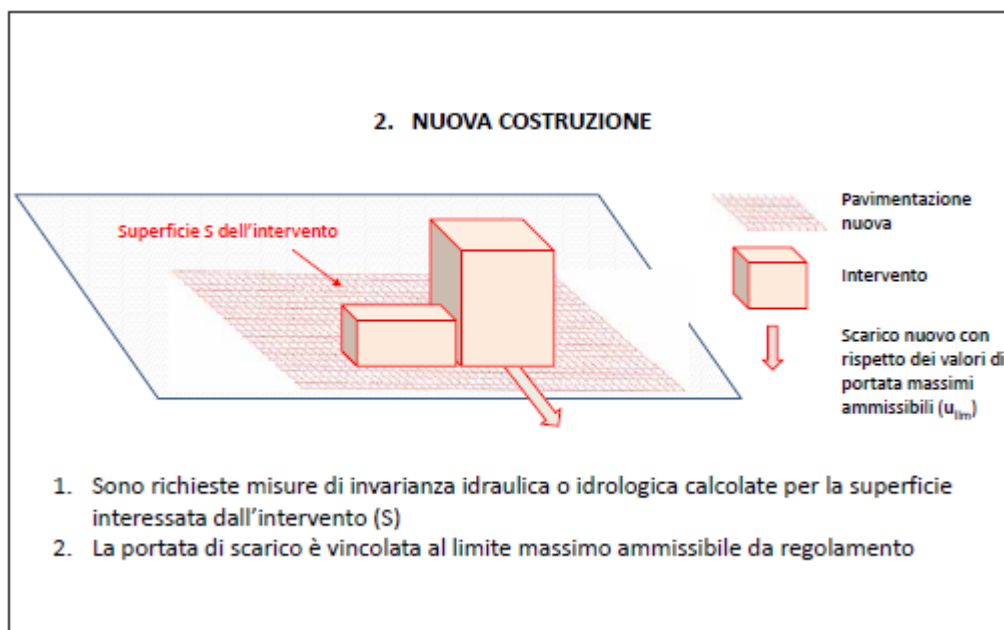 2. NUOVA COSTRUZIONE
Superficie S dell'intervento
Pavimentazione
nuova
Intervento
Scarico nuovo con
rispetto dei valori di
portata massimi
ammissibili (u_lim)
1. Sono richieste misure di invarianza idraulica o idrologica calcolate per la superficie
interessata dall'intervento (S)
2. La portata di scarico è vincolata al limite massimo ammissibile da regolamento